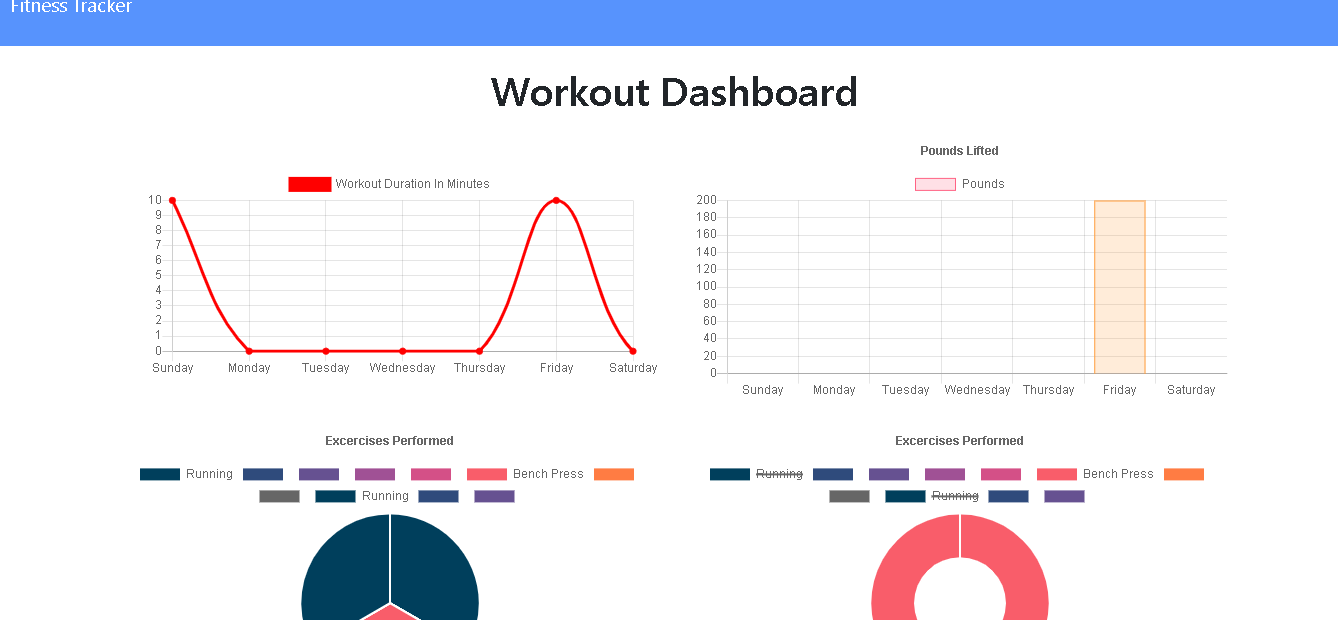 Fitness Tracker
Workout Dashboard
Workout Duration In Minutes
10
9
8
7
6
5
4
3
2
1
0
Sunday Monday Tuesday Wednesday Thursday Friday Saturday
Pounds Lifted
Pounds
200
180
160
140
120
100
80
60
40
20
0
Sunday Monday Tuesday Wednesday Thursday Friday Saturday
Excercises Performed
Running Bench Press
Running
Excercises Performed
Running Bench Press
Running